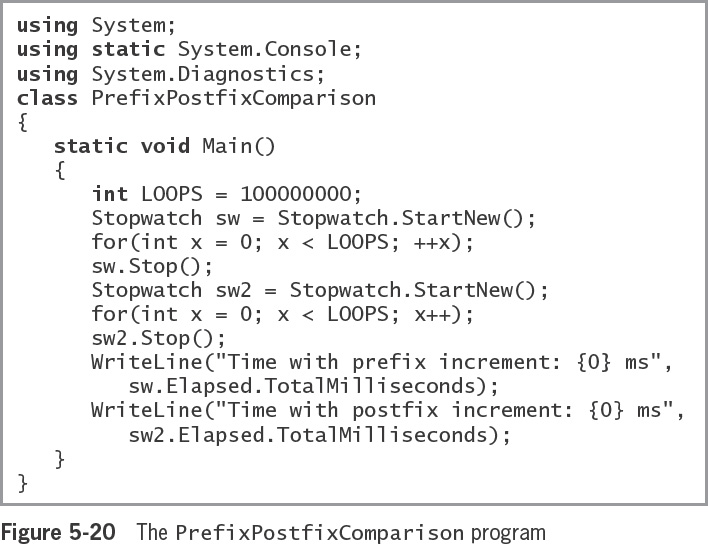 using System;
using static System.Console;
using System.Diagnostics;
class PrefixPostfixComparison
{
   static void Main()
   {
      int LOOPS = 100000000;
      Stopwatch sw = Stopwatch.StartNew();
      for(int x = 0; x < LOOPS; ++x);
      sw.Stop();
      Stopwatch sw2 = Stopwatch.StartNew();
      for(int x = 0; x < LOOPS; x++);
      sw2.Stop();
      WriteLine("Time with prefix increment: {0} ms",
         sw.Elapsed.TotalMilliseconds);
      WriteLine("Time with postfix increment: {0} ms",
         sw2.Elapsed.TotalMilliseconds);
   }
}
Figure 5-20 The PrefixPostfixComparison program